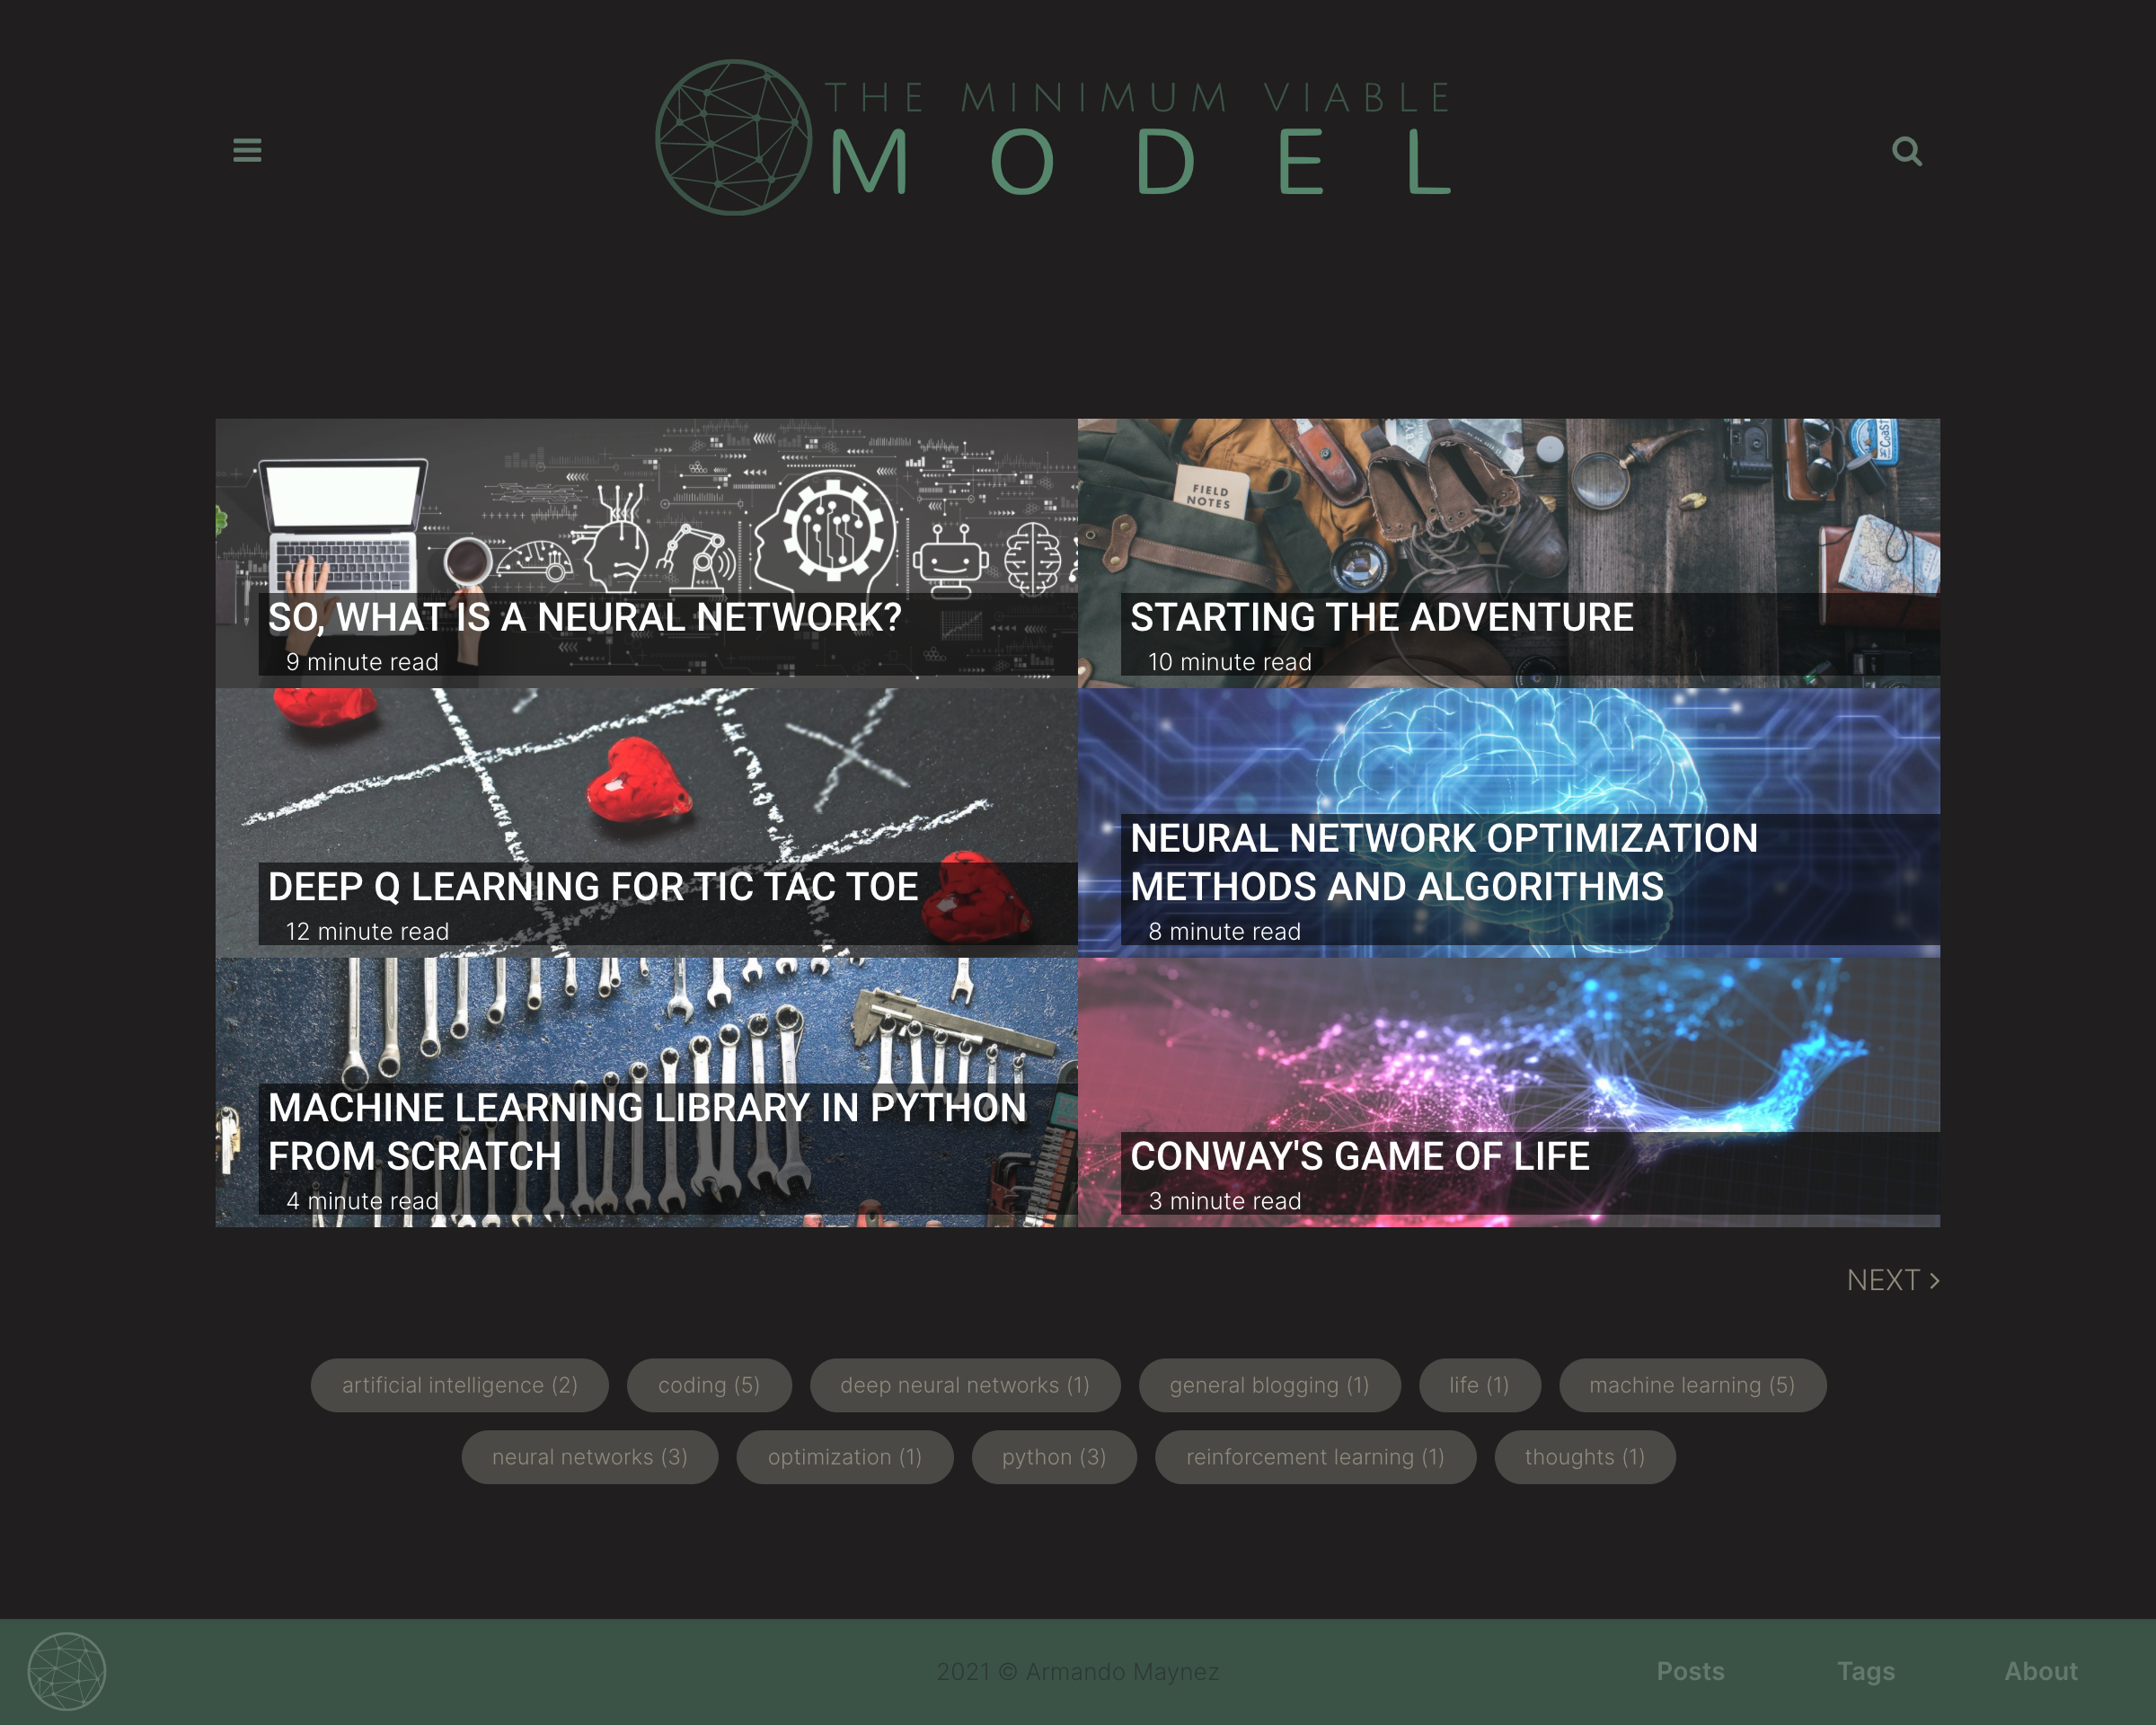 THE MINIMUM VIABLE
MODEL
FIELD
NOTES
SO, WHAT IS A NEURAL NETWORK?
9 minute read
STARTING THE ADVENTURE
10 minute read
DEEP Q LEARNING FOR TIC TAC TOE
12 minute read
NEURAL NETWORK OPTIMIZATION
METHODS AND ALGORITHMS
8 minute read
MACHINE LEARNING LIBRARY IN PYTHON
FROM SCRATCH
4 minute read
CONWAY'S GAME OF LIFE
3 minute read
NEXT
artificial intelligence (2) coding (5) deep neural networks (1) general blogging (1) life (1) machine learning (5)
neural networks (3) optimization (1) python (3) reinforcement learning (1) thoughts (1)
2021 © Armando Maynez Posts Tags About